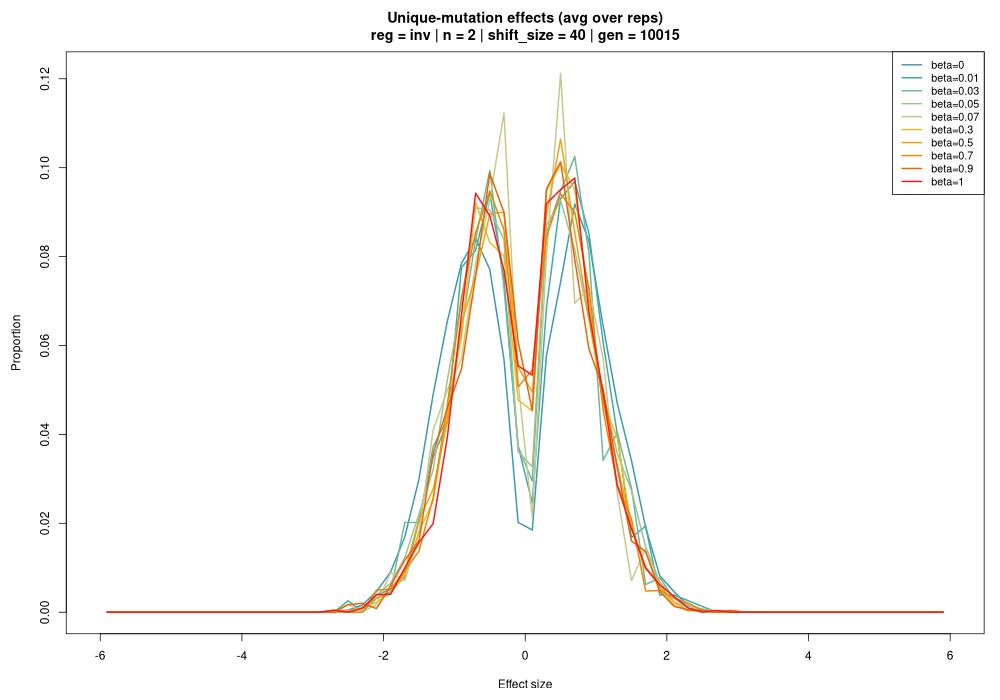 Unique-mutation effects (avg over reps)
reg = inv | n = 2 | shift_size = 40 | gen = 10015
beta=0
beta=0.01
beta=0.03
beta=0.05
beta=0.07
beta=0.3
beta=0.5
beta=0.7
beta=0.9
beta=1
Proportion
0.12
0.10
0.08
0.06
0.04
0.02
0.00
-6
-4
-2
0
2
4
6
Effect size